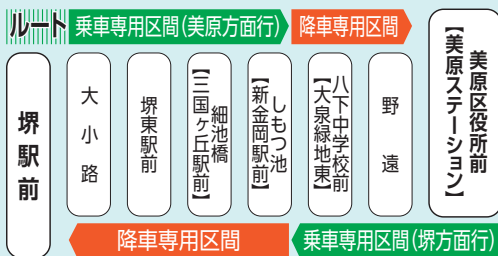 ルート
乗車専用区間(美原方面行)
降車専用区間
堺駅前
大小路
堺東駅前
細池橋
【三国ヶ丘駅前】
しもつ池
【新金岡駅前】
八下中学校前
【大泉緑地東】
野遠
美原区役所前
【美原ステーション】
降車専用区間
乗車専用区間(堺方面行)